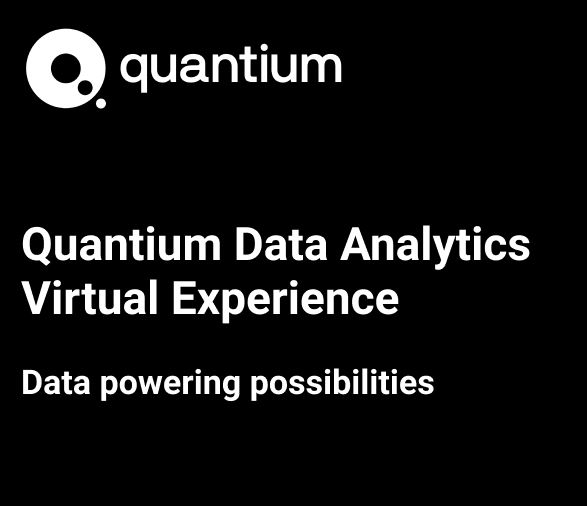 quantium
Quantium Data Analytics
Virtual Experience
Data powering possibilities